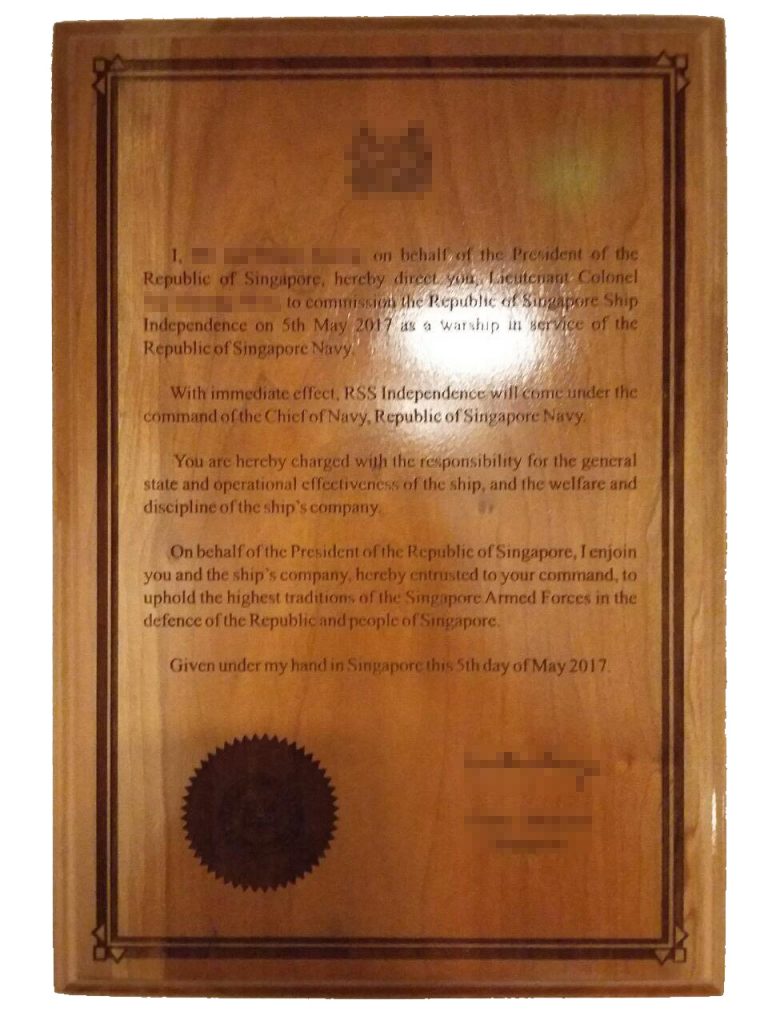 I, on behalf of the President of the
Republic of Singapore, hereby direct you, Lieutenant Colonel
to commission the Republic of Singapore Ship
Independence on 5th May 2017 as a warship in service of the
Republic of Singapore Navy.
With immediate effect, RSS Independence will come under the
command of the Chief of Navy, Republic of Singapore Navy.
You are hereby charged with the responsibility for the general
state and operational effectiveness of the ship, and the welfare and
discipline of the ship's company.
On behalf of the President of the Republic of Singapore, I enjoin
you and the ship's company, hereby entrusted to your command, to
uphold the highest traditions of the Singapore Armed Forces in the
defence of the Republic and people of Singapore.
Given under my hand in Singapore this 5th day of May 2017.